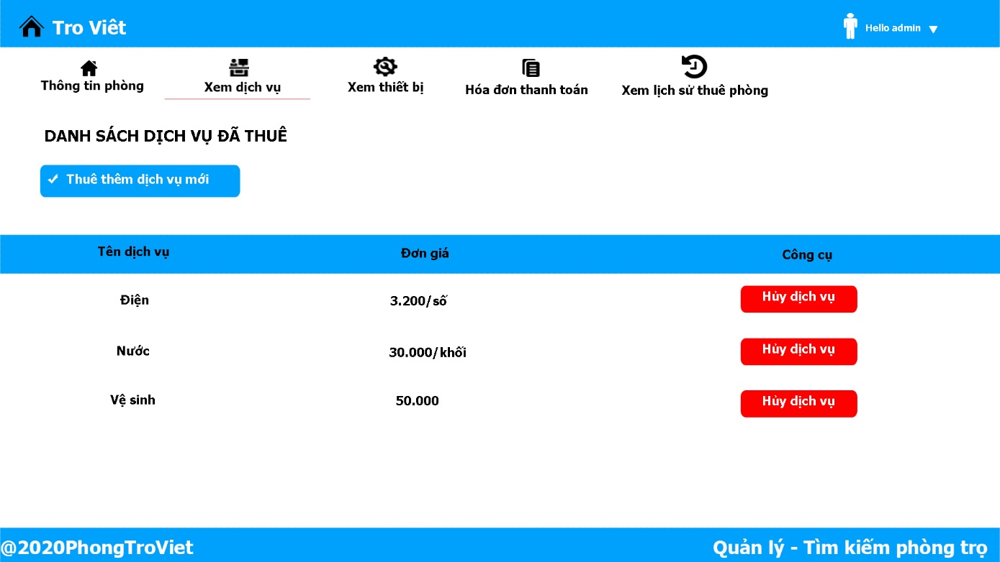 Tro Viêt
Hello admin
Thông tin phòng
Xem dịch vụ
Xem thiết bị
Hóa đơn thanh toán
Xem lịch sử thuê phòng
DANH SÁCH DỊCH VỤ ĐÃ THUÊ
Thuê thêm dịch vụ mới
Tên dịch vụ
Đơn giá
Công cụ
Điện
3.200/số
Hủy dịch vụ
Nước
30.000/khối
Hủy dịch vụ
Vệ sinh
50.000
Hủy dịch vụ
@2020PhongTroViet
Quản lý - Tìm kiếm phòng trọ